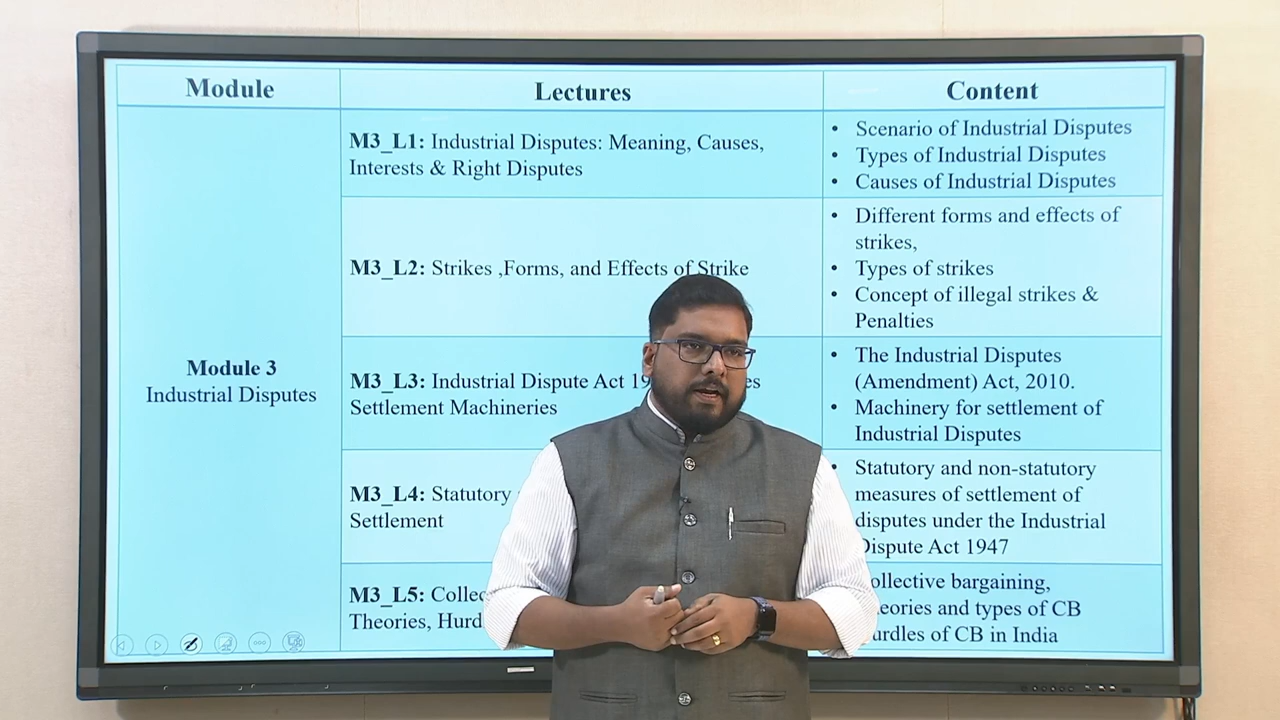 Module
Lectures
Content
Module 3
Industrial Disputes
M3_L1: Industrial Disputes: Meaning, Causes,
Interests & Right Disputes
• Scenario of Industrial Disputes
• Types of Industrial Disputes
• Causes of Industrial Disputes
M3_L2: Strikes ,Forms, and Effects of Strike
• Different forms and effects of
strikes,
• Types of strikes
• Concept of illegal strikes &
Penalties
M3_L3: Industrial Dispute Act
Settlement Machineries
• The Industrial Disputes
(Amendment) Act, 2010.
• Machinery for settlement of
Industrial Disputes
M3_L4: Statutory
Settlement
• Statutory and non-statutory
measures of settlement of
disputes under the Industrial
Dispute Act 1947
M3_L5:
Theories,
bargaining,
and types of CB
of CB in India